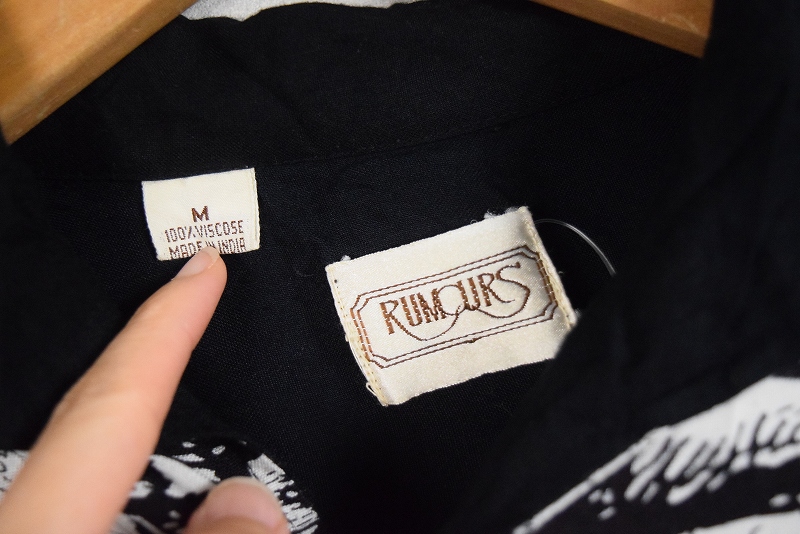 M
100% VISCOSE
MADE IN INDIA
RUMOURS